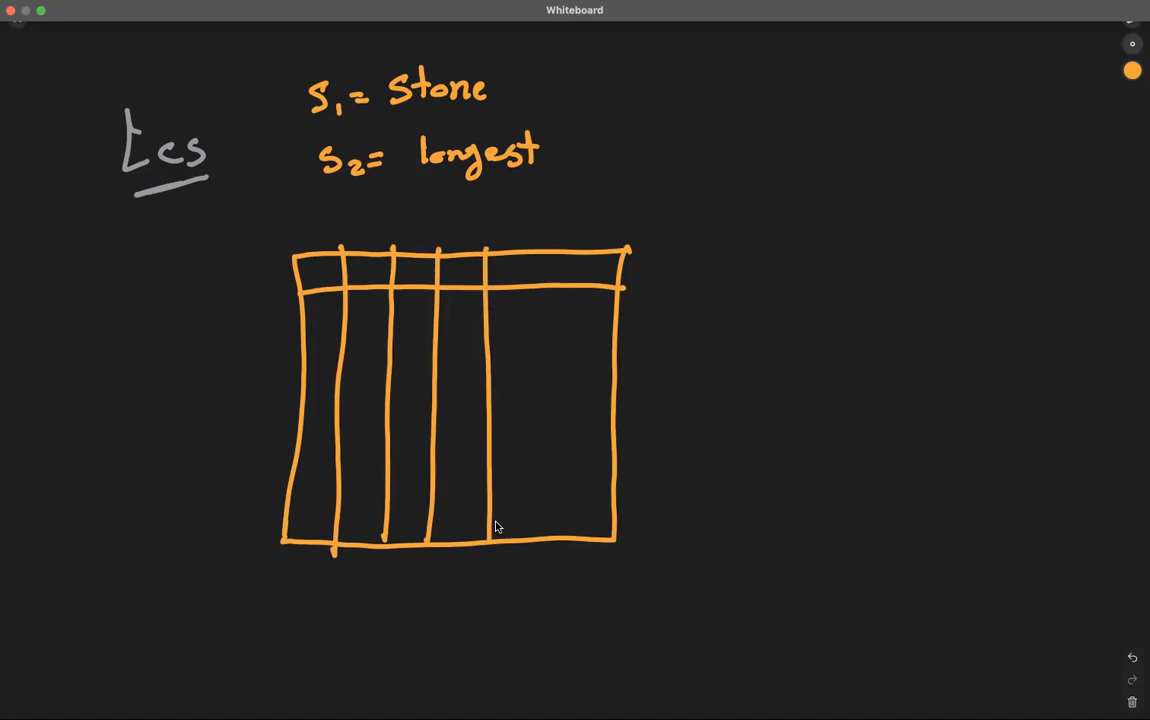 Whiteboard
S1 = Stone
Lcs
S2 = longest